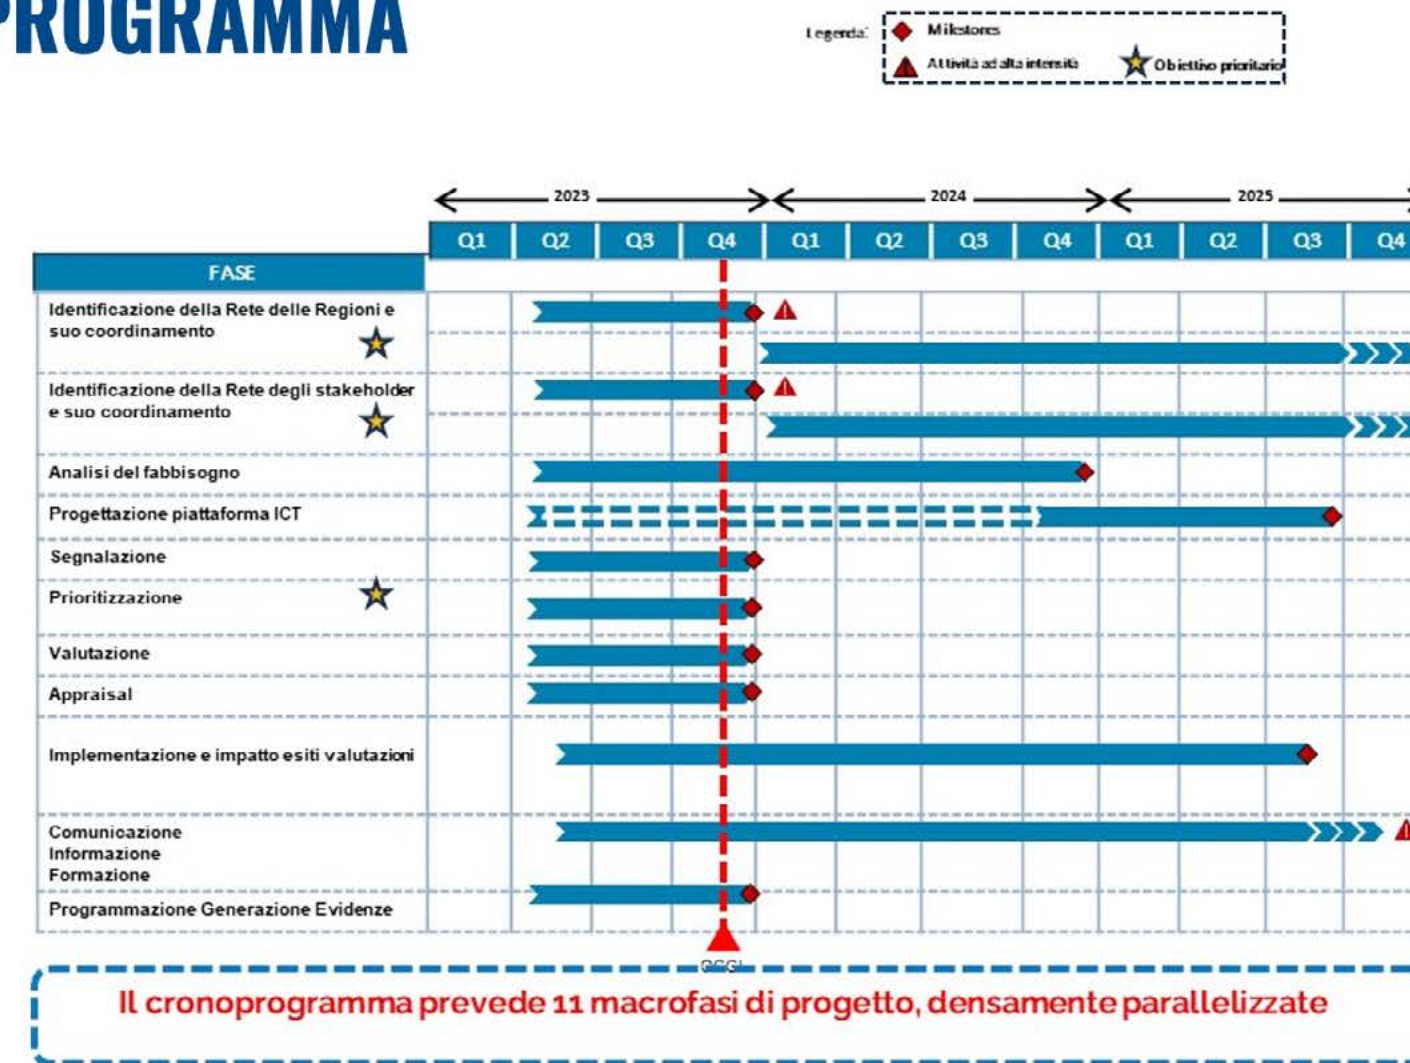 PROGRAMMA
Legenda:
Milestones
Attività ad alta intensità
Obiettivo prioritario
2023
2024
2025
Q1 Q2 Q3 Q4 Q1 Q2 Q3 Q4 Q1 Q2 Q3 Q4
FASE
Identificazione della Rete delle Regioni e
suo coordinamento
Identificazione della Rete degli stakeholder
e suo coordinamento
Analisi del fabbisogno
Progettazione piattaforma ICT
Segnalazione
Prioritizzazione
Valutazione
Appraisal
Implementazione e impatto esiti valutazioni
Comunicazione
Informazione
Formazione
Programmazione Generazione Evidenze
Il cronoprogramma prevede 11 macrofasi di progetto, densamente parallelizzate